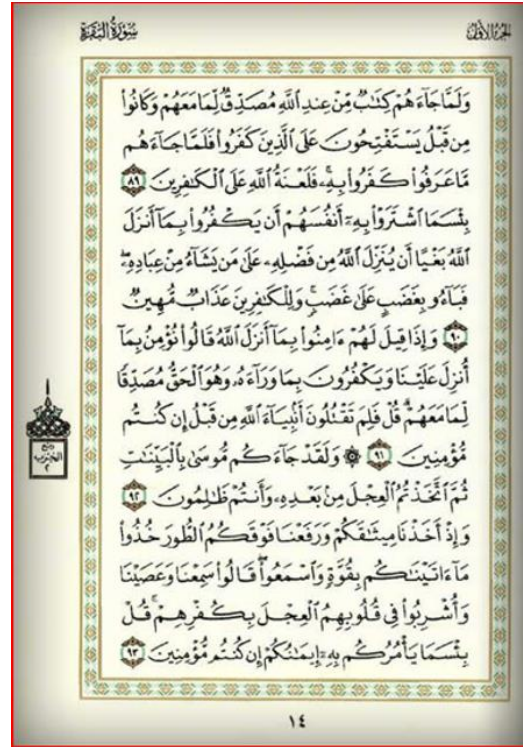 سُورَةُ البَقَرَةِ
الجُزْءُ الأَوَّلُ
وَلَمَّا جَآءَهُمْ كِتَٰبٌ مِّنْ عِندِ ٱللَّهِ مُصَدِّقٌ لِّمَا مَعَهُمْ وَكَانُوا۟
مِن قَبْلُ يَسْتَفْتِحُونَ عَلَى ٱلَّذِينَ كَفَرُوا۟ فَلَمَّا جَآءَهُم
مَّا عَرَفُوا۟ كَفَرُوا۟ بِهِۦ ۚ فَلَعْنَةُ ٱللَّهِ عَلَى ٱلْكَٰفِرِينَ ٨٩
بِئْسَمَا ٱشْتَرَوْا۟ بِهِۦٓ أَنفُسَهُمْ أَن يَكْفُرُوا۟ بِمَآ أَنزَلَ
ٱللَّهُ بَغْيًا أَن يُنَزِّلَ ٱللَّهُ مِن فَضْلِهِۦ عَلَىٰ مَن يَشَآءُ مِنْ عِبَادِهِۦ ۖ
فَبَآءُو بِغَضَبٍ عَلَىٰ غَضَبٍ ۚ وَلِلْكَٰفِرِينَ عَذَابٌ مُّهِينٌ
٩٠ وَإِذَا قِيلَ لَهُمْ ءَامِنُوا۟ بِمَآ أَنزَلَ ٱللَّهُ قَالُوا۟ نُؤْمِنُ بِمَآ
أُنزِلَ عَلَيْنَا وَيَكْفُرُونَ بِمَا وَرَآءَهُۥ وَهُوَ ٱلْحَقُّ مُصَدِّقًا
لِّمَا مَعَهُمْ ۗ قُلْ فَلِمَ تَقْتُلُونَ أَنۢبِيَآءَ ٱللَّهِ مِن قَبْلُ إِن كُنتُم
مُّؤْمِنِينَ ٩١ ۞ وَلَقَدْ جَآءَكُم مُّوسَىٰ بِٱلْبَيِّنَٰتِ
ثُمَّ ٱتَّخَذْتُمُ ٱلْعِجْلَ مِنۢ بَعْدِهِۦ وَأَنتُمْ ظَٰلِمُونَ ٩٢
وَإِذْ أَخَذْنَا مِيثَٰقَكُمْ وَرَفَعْنَا فَوْقَكُمُ ٱلطُّورَ خُذُوا۟
مَآ ءَاتَيْنَٰكُم بِقُوَّةٍ وَٱسْمَعُوا۟ ۖ قَالُوا۟ سَمِعْنَا وَعَصَيْنَا
وَأُشْرِبُوا۟ فِى قُلُوبِهِمُ ٱلْعِجْلَ بِكُفْرِهِمْ ۚ قُلْ
بِئْسَمَا يَأْمُرُكُم بِهِۦٓ إِيمَٰنُكُمْ إِن كُنتُم مُّؤْمِنِينَ ٩٣
ربع
الحزب
٢
١٤